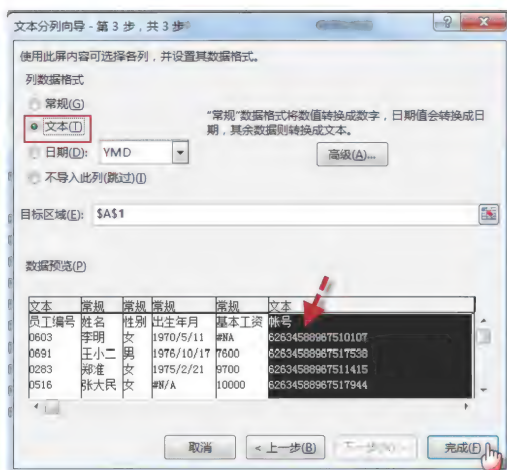 文本分列向导 - 第 3 步，共 3 步
使用此屏内容可选择各列，并设置其数据格式。
列数据格式
常规(G)
文本(T)
日期(D): YMD
不导入此列(跳过)(I)
"常规"数据格式将数值转换成数字，日期值会转换成日
期，其余数据则转换成文本。
高级(A)...
目标区域(E): $A$1
数据预览(P)
文本 常规 常规 常规 常规 文本
员工编号 姓名 性别 出生年月 基本工资 帐号
0603 李明 女 1970/5/11 #NA 62634588967510107
0691 王小二 男 1976/10/17 7600 62634588967517538
0283 郑准 女 1975/2/21 9700 62634588967511415
0516 张大民 女 #N/A 10000 62634588967517944
取消 < 上一步(B) 下一步(N) > 完成(F)